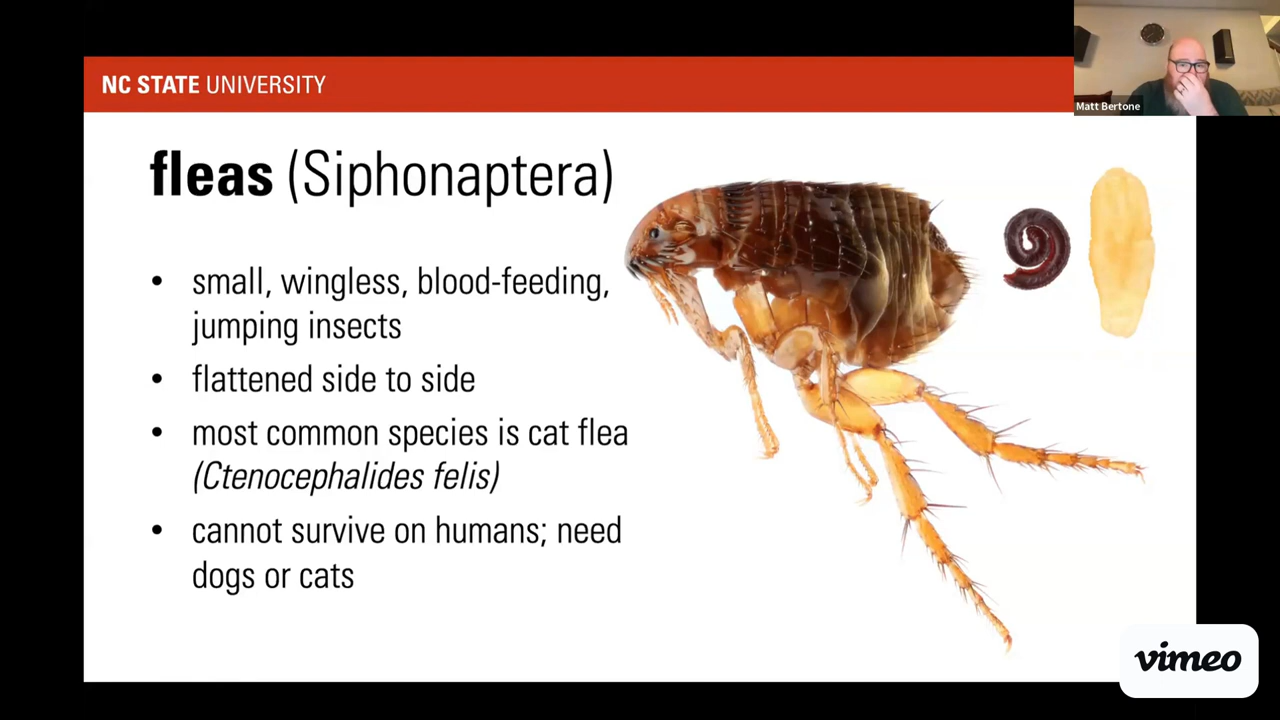 NC STATE UNIVERSITY
Matt Bertone
fleas (Siphonaptera)
• small, wingless, blood-feeding,
jumping insects
• flattened side to side
• most common species is cat flea
(Ctenocephalides felis)
• cannot survive on humans; need
dogs or cats
vimeo